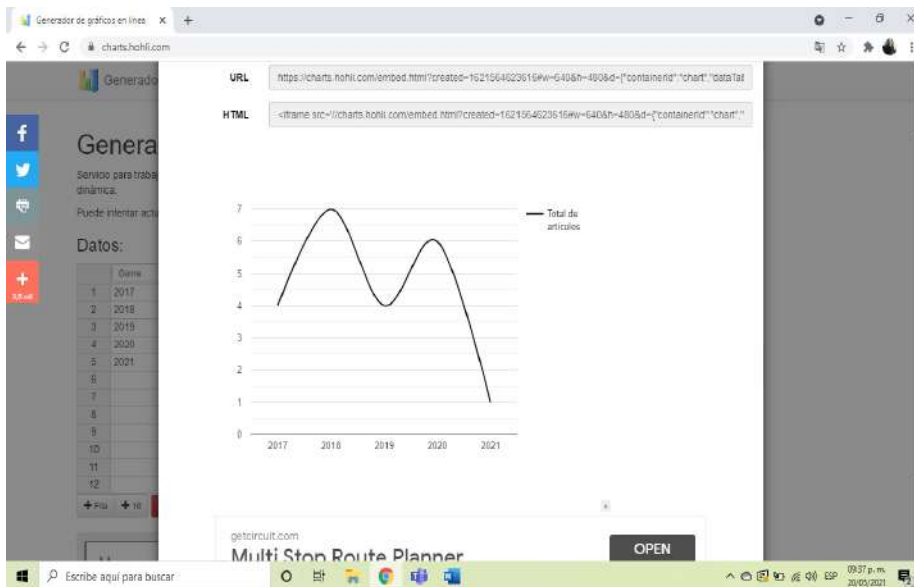 Generador de gráficos en línea
charts.hohli.com
Generado
URL
https://charts.hohli.com/embed.html?created=1621564623616#w=640&h=480&d={"containerId":"chart","dataTab
HTML
<iframe src="//charts.hohli.com/embed.html?created=1621564623616#w=640&h=480&d={"containerId":"chart","
Genera
Servicio para traba
dinámica.
Puede intentar actu
Datos:
1 2017
2 2018
3 2019
4 2020
5 2021
6
7
8
9
10
11
12
+ Fila + 10
7
6
5
4
3
2
1
0
2017 2018 2019 2020 2021
Total de
artículos
getcircuit.com
Multi Stop Route Planner
OPEN
Escribe aquí para buscar
ESP
09:37 p. m.
20/05/2021